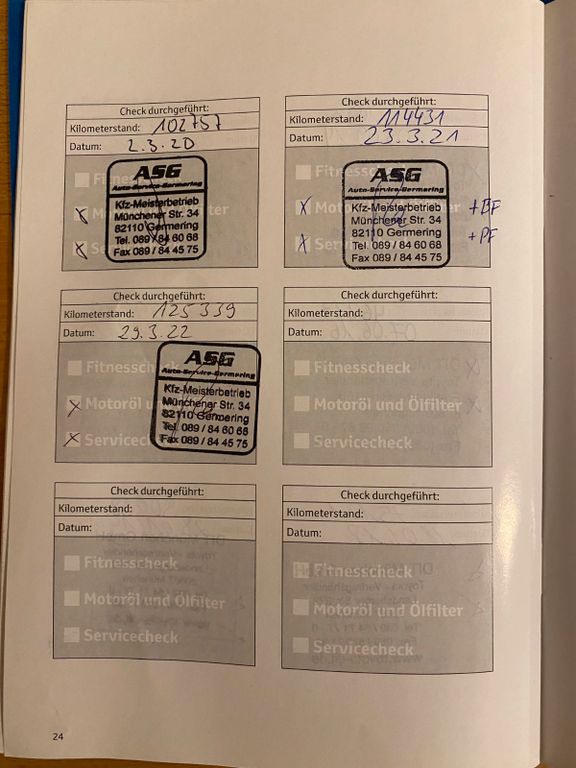 Check durchgeführt:
Kilometerstand: 102757
Datum: 2.3.20
ASG
Auto-Service-Germering
Kfz-Meisterbetrieb
Münchener Str. 34
82110 Germering
Tel. 089 / 84 60 68
Fax 089 / 84 45 75
Check durchgeführt:
Kilometerstand: 114431
Datum: 23.3.21
Fitnesscheck
ASG
Auto-Service-Germering
Kfz-Meisterbetrieb
Münchener Str. 34
82110 Germering
Tel. 089 / 84 60 68
Fax 089 / 84 45 75
+BF
+PF
Check durchgeführt:
Kilometerstand: 125339
Datum: 29.3.22
Fitnesscheck
Motoröl und
Servicecheck
ASG
Auto-Service-Germering
Kfz-Meisterbetrieb
Münchener Str. 34
82110 Germering
Tel. 089 / 84 60 68
Fax 089 / 84 45 75
Check durchgeführt:
Kilometerstand:
Datum:
Fitnesscheck
Motoröl und Ölfilter
Servicecheck
Check durchgeführt:
Kilometerstand:
Datum:
Fitnesscheck
Motoröl und Ölfilter
Servicecheck
Check durchgeführt:
Kilometerstand:
Datum:
Fitnesscheck
Motoröl und Ölfilter
Servicecheck
24